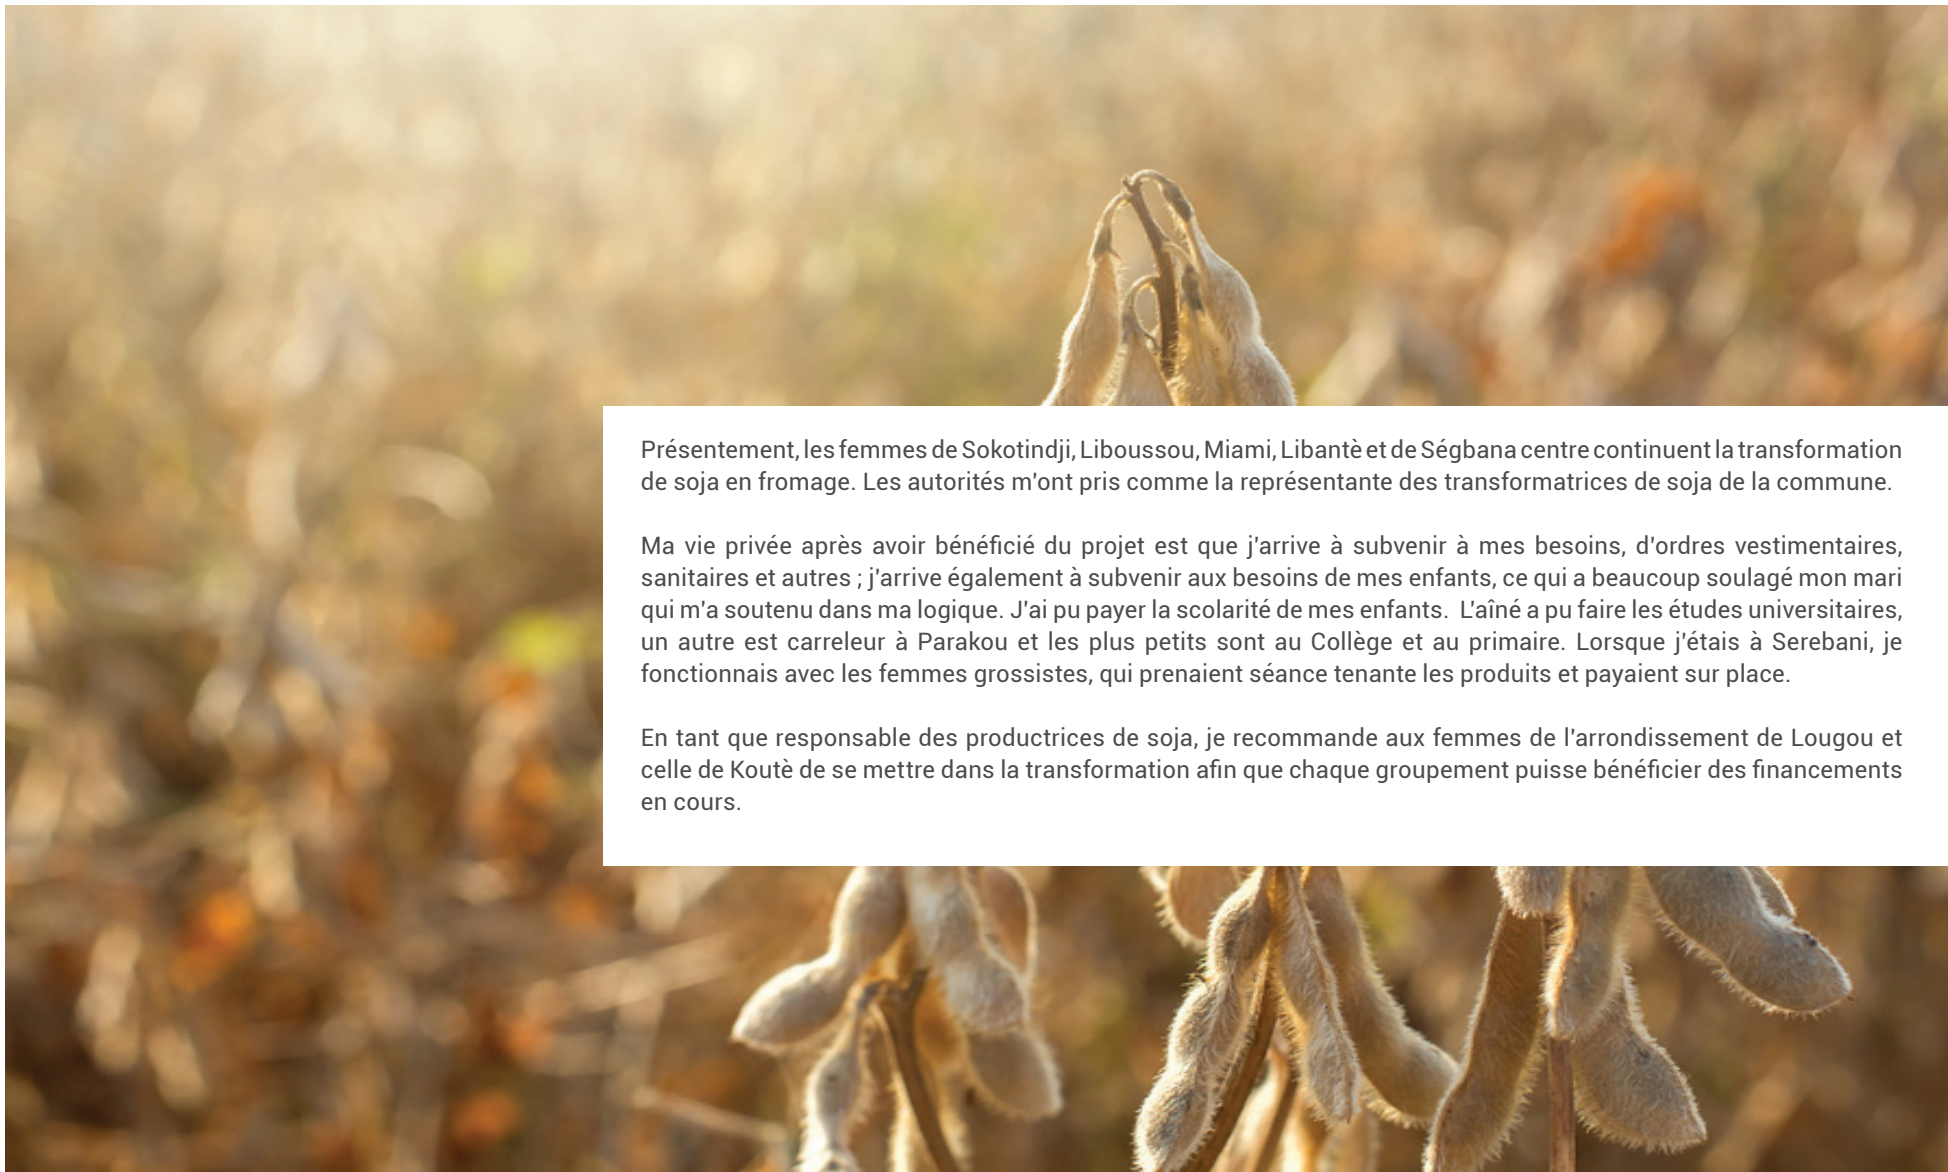 Présentement, les femmes de Sokotindji, Liboussou, Miami, Libantè et de Ségbana centre continuent la transformation
de soja en fromage. Les autorités m'ont pris comme la représentante des transformatrices de soja de la commune.
Ma vie privée après avoir bénéficié du projet est que j'arrive à subvenir à mes besoins, d'ordres vestimentaires,
sanitaires et autres ; j'arrive également à subvenir aux besoins de mes enfants, ce qui a beaucoup soulagé mon mari
qui m'a soutenu dans ma logique. J'ai pu payer la scolarité de mes enfants. L'aîné a pu faire les études universitaires,
un autre est carreleur à Parakou et les plus petits sont au Collège et au primaire. Lorsque j'étais à Serebani, je
fonctionnais avec les femmes grossistes, qui prenaient séance tenante les produits et payaient sur place.
En tant que responsable des productrices de soja, je recommande aux femmes de l'arrondissement de Lougou et
celle de Koutè de se mettre dans la transformation afin que chaque groupement puisse bénéficier des financements
en cours.